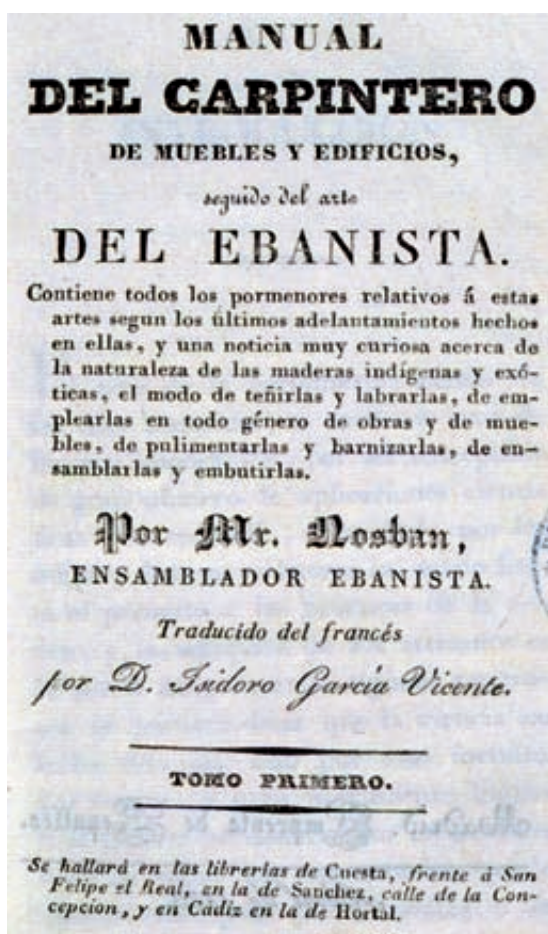 MANUAL
DEL CARPINTERO
DE MUEBLES Y EDIFICIOS,
seguido del arte
DEL EBANISTA.
Contiene todos los pormenores relativos á estas
artes segun los últimos adelantamientos hechos
en ellas, y una noticia muy curiosa acerca de
la naturaleza de las maderas indígenas y exó-
ticas, el modo de teñirlas y labrarlas, de em-
plearlas en todo género de obras y de mue-
bles, de pulimentarlas y barnizarlas, de en-
samblarlas y embutirlas.
Por Mr. Nosban,
ENSAMBLADOR EBANISTA.
Traducido del francés
por D. Isidoro García Vicente.
TOMO PRIMERO.
Se hallará en las librerías de Cuesta, frente á San
Felipe el Real, en la de Sanchez, calle de la Con-
cepcion, y en Cádiz en la de Hortal.